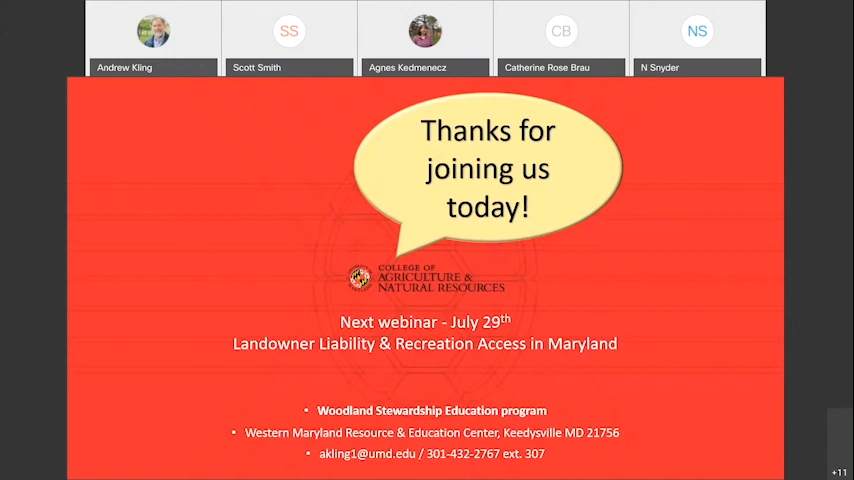 SS
CB
NS
Andrew Kling
Scott Smith
Agnes Kedmenecz
Catherine Rose Brau
N Snyder
Thanks for
joining us
today!
COLLEGE OF
AGRICULTURE &
NATURAL RESOURCES
Next webinar - July 29th
Landowner Liability & Recreation Access in Maryland
• Woodland Stewardship Education program
• Western Maryland Resource & Education Center, Keedysville MD 21756
• akling1@umd.edu / 301-432-2767 ext. 307
+11